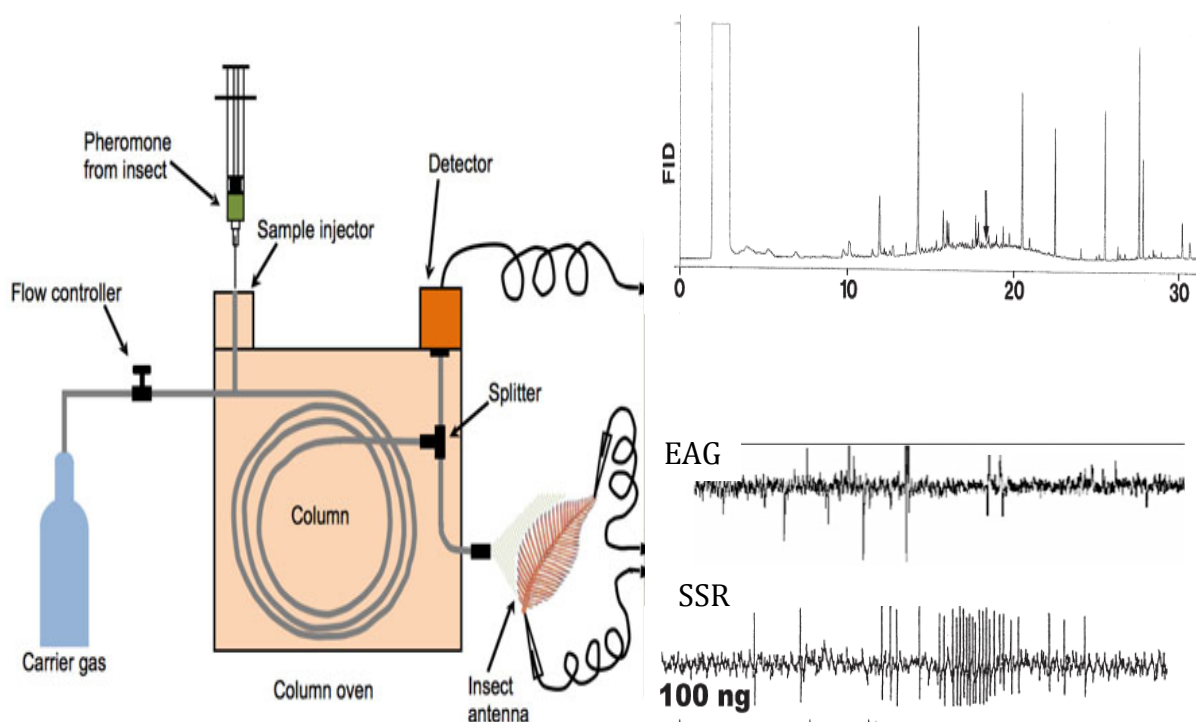 Pheromone
from insect
Sample injector
Detector
Flow controller
Splitter
Column
Carrier gas
Column oven
Insect
antenna
FID
0 10 20 30
EAG
SSR
100 ng